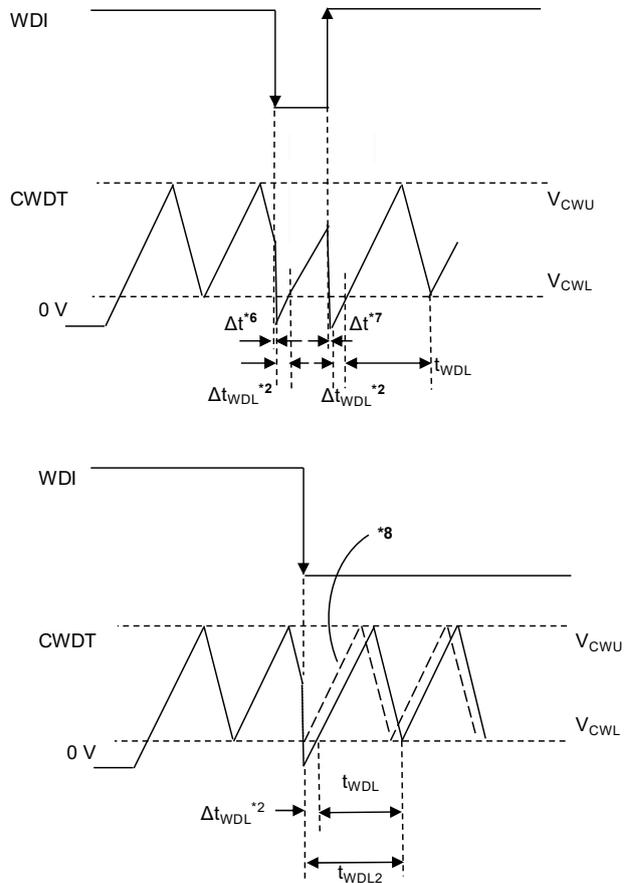 WDI
CWDT
V_CWU
V_CWL
0 V
Δt*6
Δt*7
t_WDL
Δt_WDL*2
Δt_WDL*2
WDI
*8
CWDT
V_CWU
V_CWL
0 V
t_WDL
Δt_WDL*2
t_WDL2